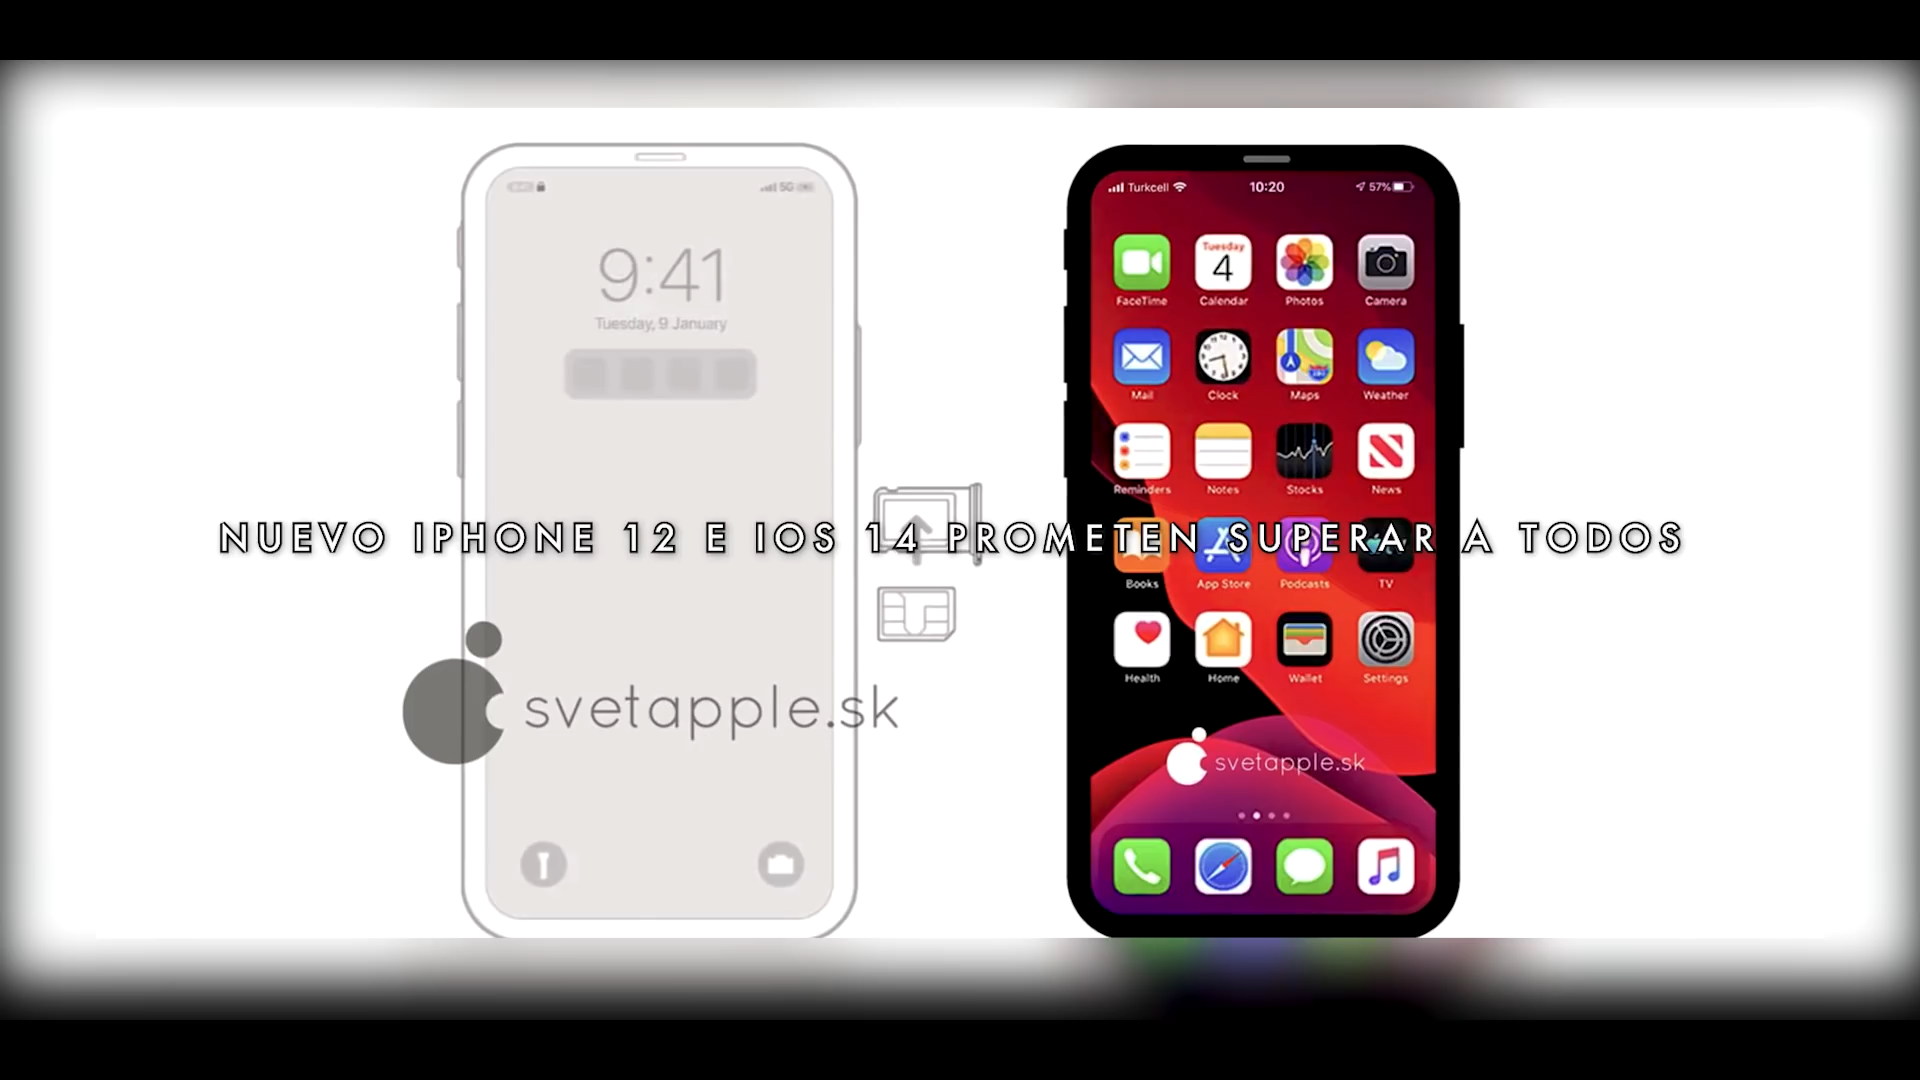 5G
9:41
Tuesday, 9 January
Turkcell 10:20 57%
Tuesday
4
FaceTime Calendar Photos Camera
Mail Clock Maps Weather
Reminders Notes Stocks News
280
NUEVO IPHONE 12 E IOS 14 PROMETEN SUPERAR A TODOS
Books App Store Podcasts TV
Health Home Wallet Settings
svetapple.sk
svetapple.sk